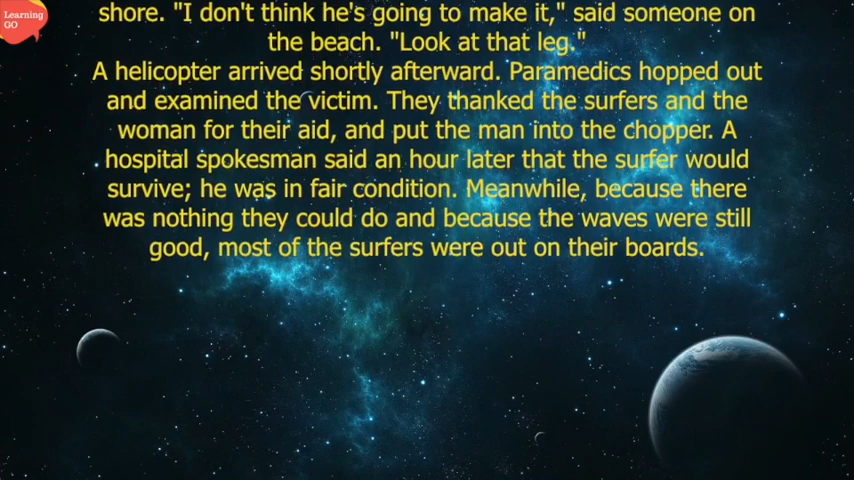 Learning
GO
shore. "I don't think he's going to make it," said someone on
the beach. "Look at that leg."
A helicopter arrived shortly afterward. Paramedics hopped out
and examined the victim. They thanked the surfers and the
woman for their aid, and put the man into the chopper. A
hospital spokesman said an hour later that the surfer would
survive; he was in fair condition. Meanwhile, because there
was nothing they could do and because the waves were still
good, most of the surfers were out on their boards.